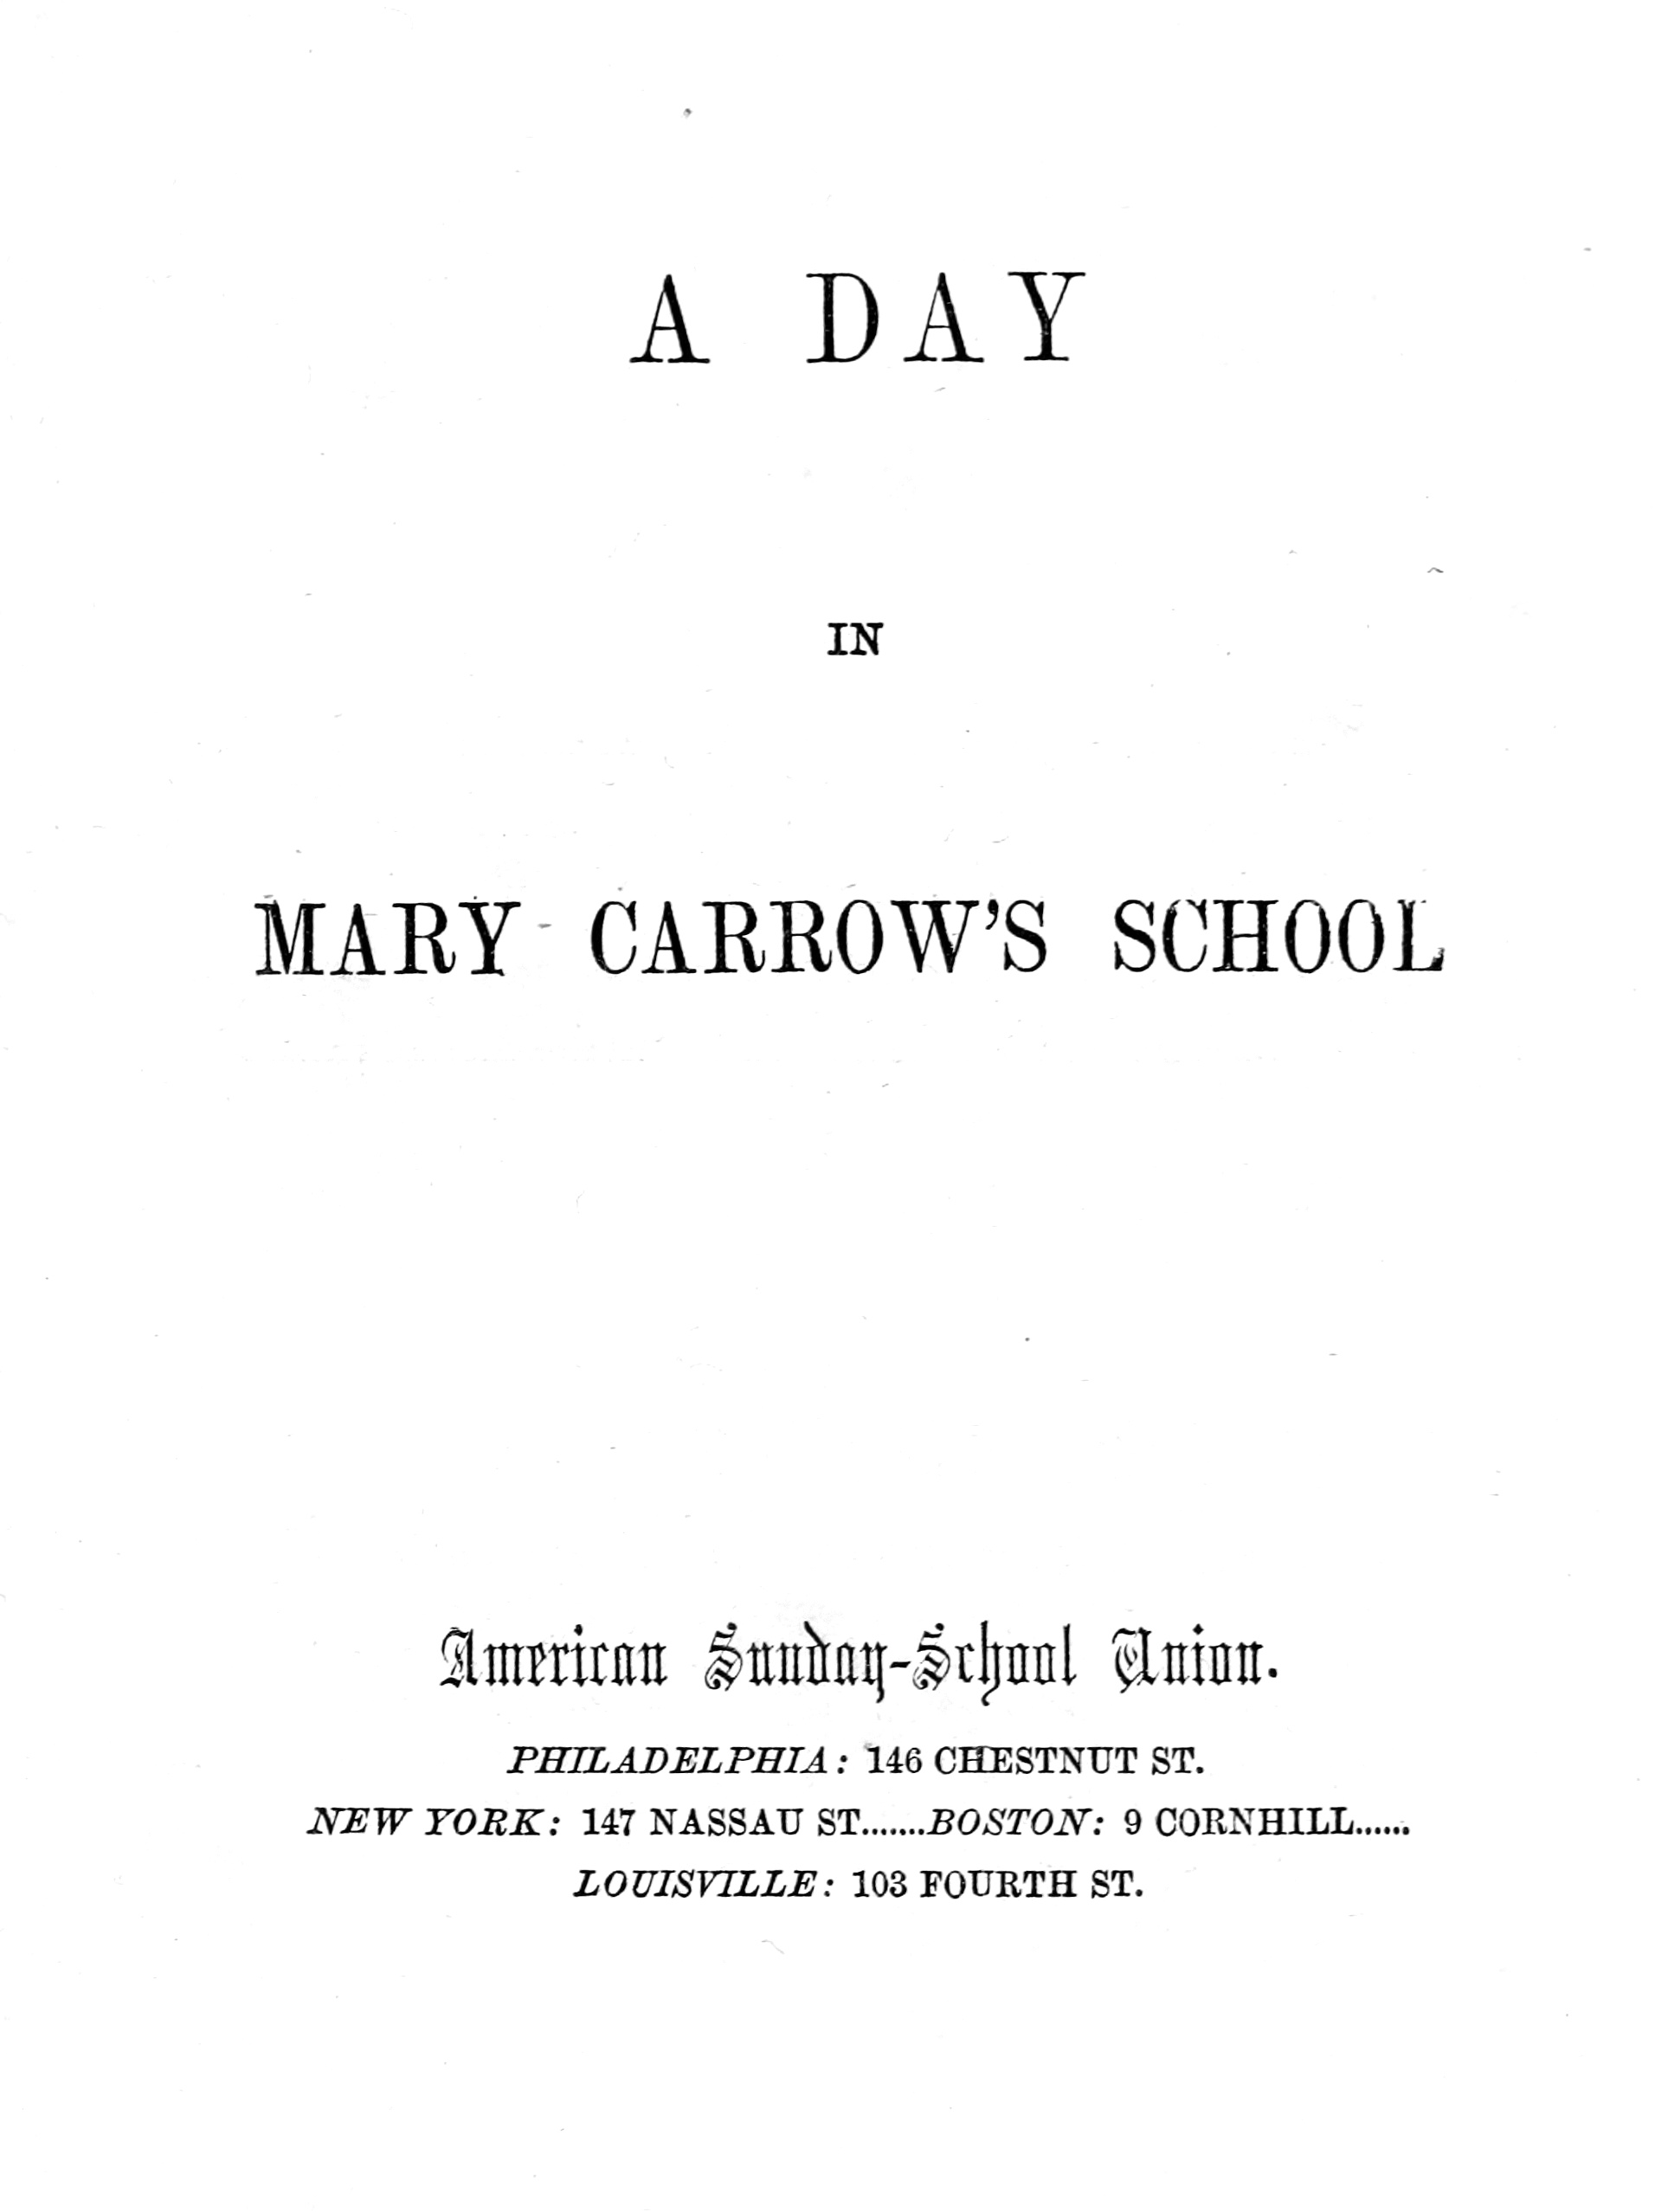 A DAY
IN
MARY CARROW'S SCHOOL
American Sunday-School Union.
PHILADELPHIA: 146 CHESTNUT ST.
NEW YORK: 147 NASSAU ST.......BOSTON: 9 CORNHILL......
LOUISVILLE: 103 FOURTH ST.